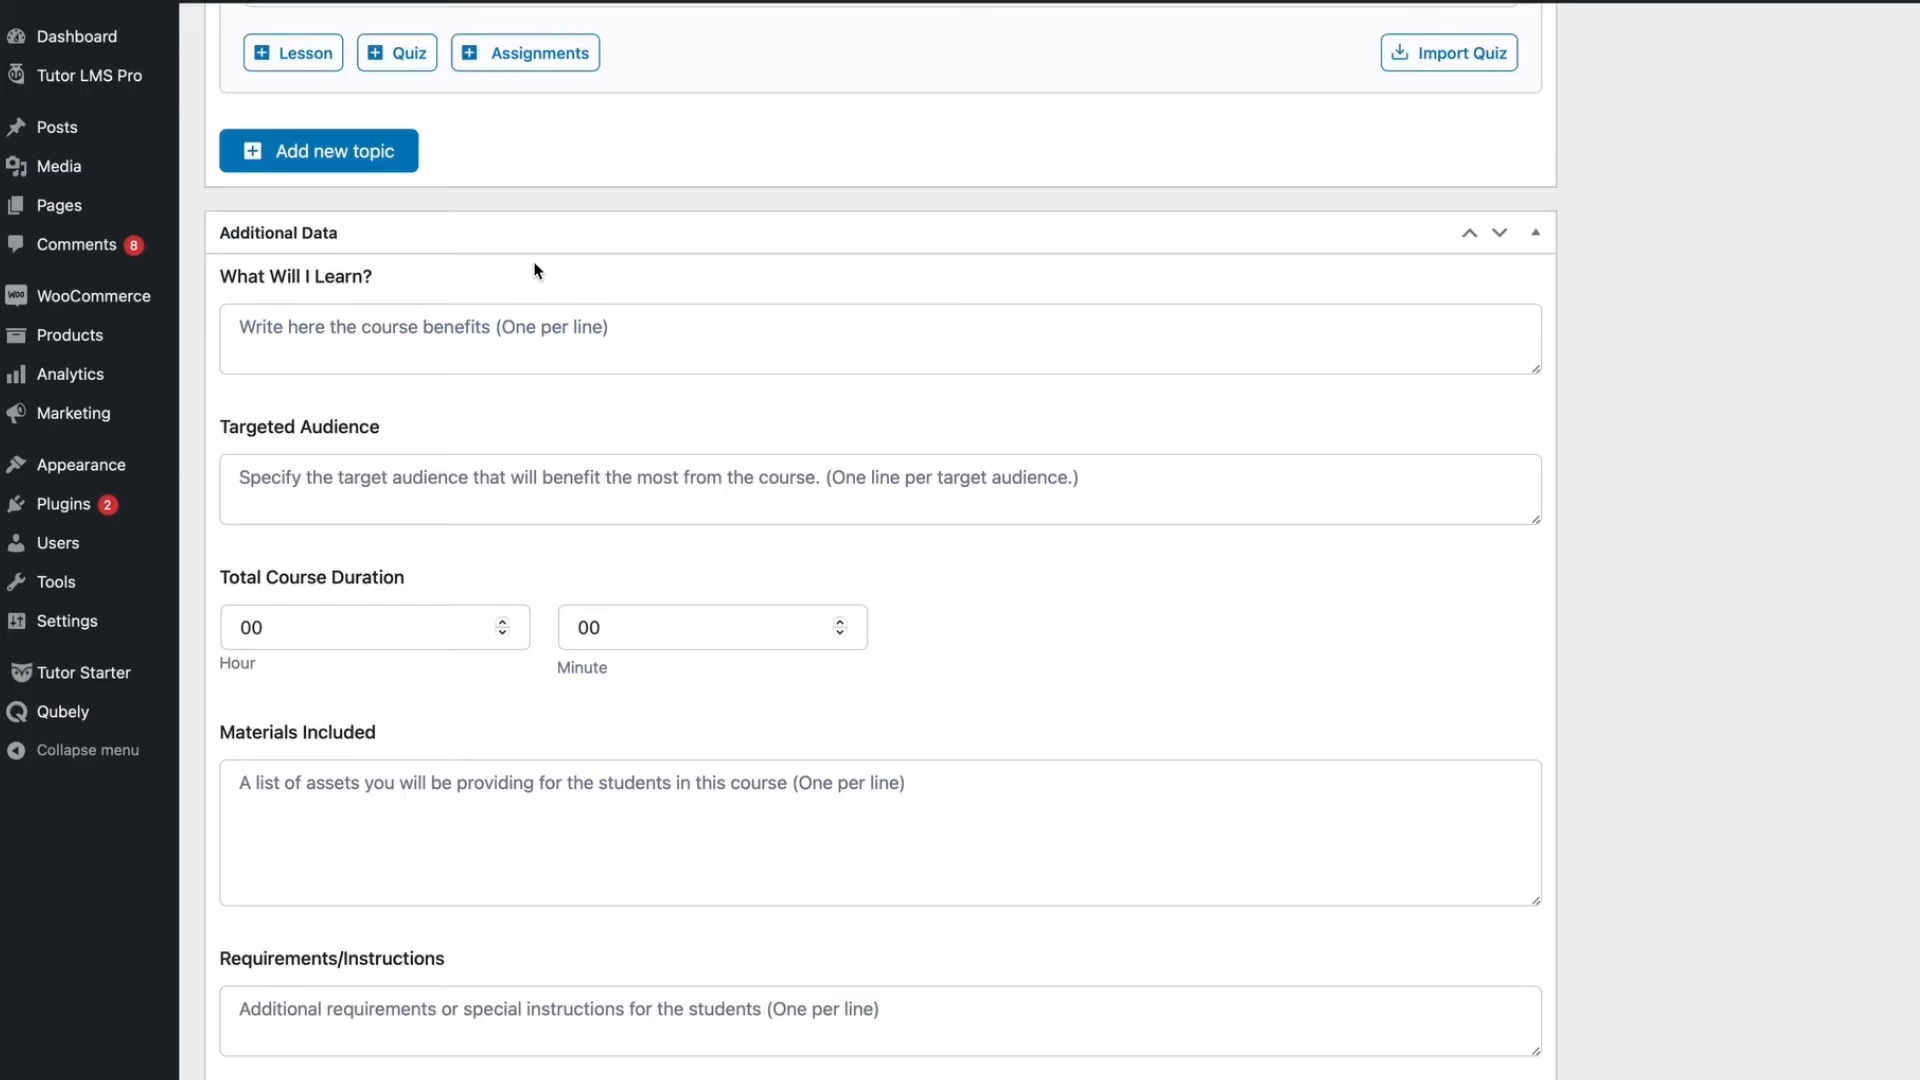 Dashboard
Tutor LMS Pro
Posts
Media
Pages
Comments 8
WooCommerce
Products
Analytics
Marketing
Appearance
Plugins 2
Users
Tools
Settings
Tutor Starter
Qubely
Collapse menu
Lesson
Quiz
Assignments
Import Quiz
Add new topic
Additional Data
What Will I Learn?
Write here the course benefits (One per line)
Targeted Audience
Specify the target audience that will benefit the most from the course. (One line per target audience.)
Total Course Duration
00
Hour
00
Minute
Materials Included
A list of assets you will be providing for the students in this course (One per line)
Requirements/Instructions
Additional requirements or special instructions for the students (One per line)